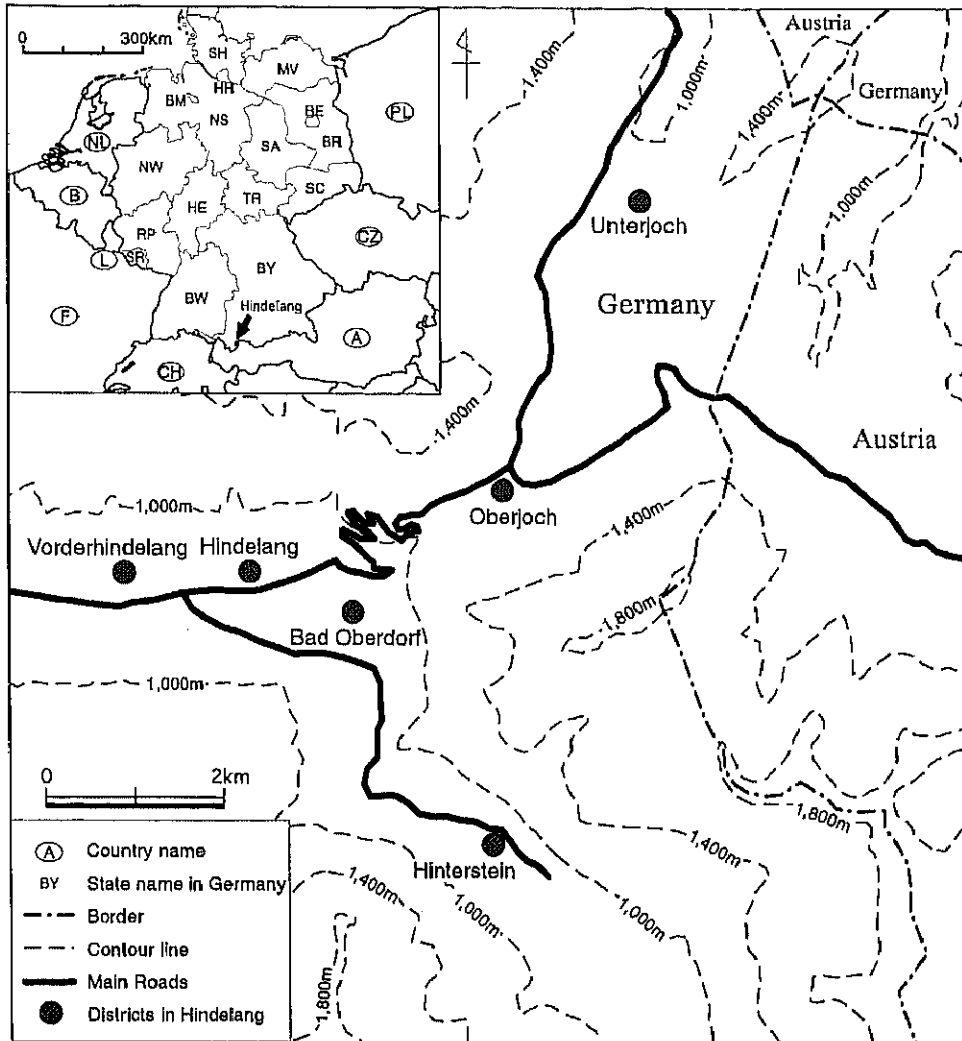 0 300km
SH
MV
HH
BM
NS
BE
PL
NL
BR
SA
NW
B
SC
TR
HE
RP
CZ
L
SR
BY
BW
F
Hindelang
A
CH
Austria
Germany
1,400m
1,000m
1,400m
1,000m
Unterjoch
Germany
1,400m
Austria
1,000m
Oberjoch
1,400m
Vorderhindelang Hindelang
Bad Oberdorf
1,800m
1,000m
0 2km
1,800m
Hinterstein
1,400m
1,400m
1,000m
1,000m
1,800m
A Country name
BY State name in Germany
Border
Contour line
Main Roads
Districts in Hindelang